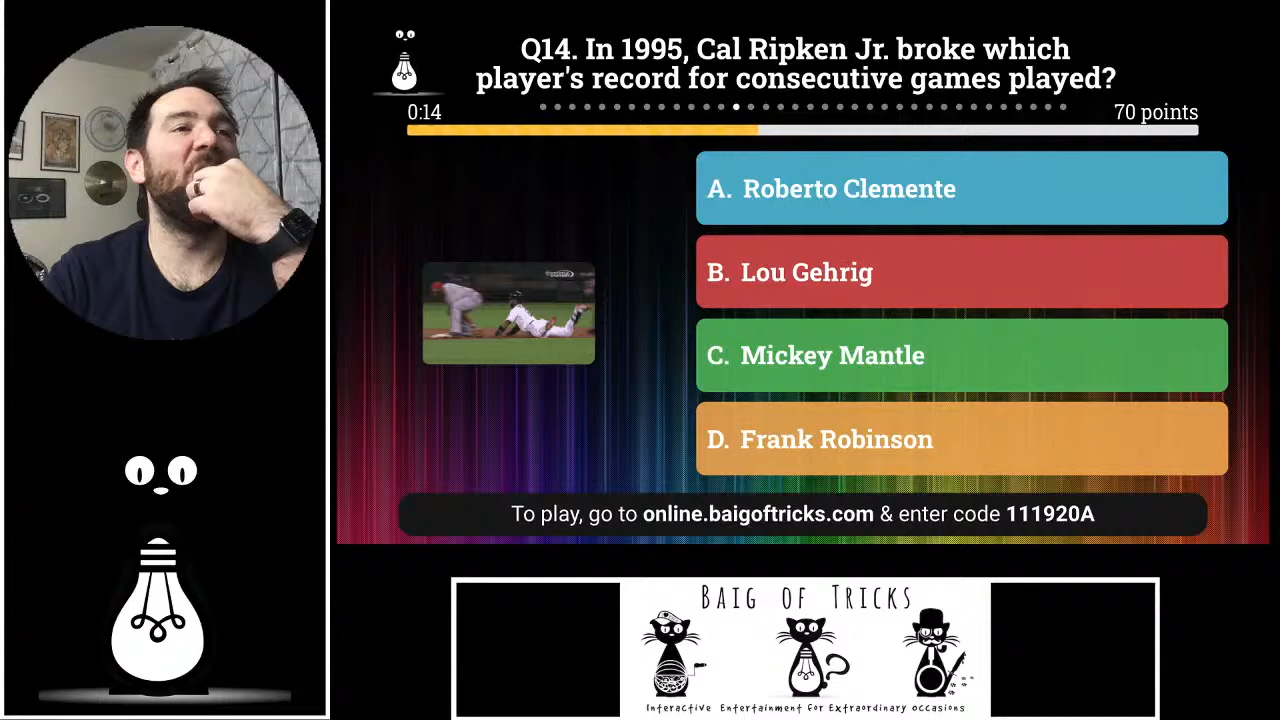 Q14. In 1995, Cal Ripken Jr. broke which
player's record for consecutive games played?
0:14
70 points
A. Roberto Clemente
B. Lou Gehrig
C. Mickey Mantle
D. Frank Robinson
To play, go to online.baigoftricks.com & enter code 111920A
BAIG OF TRICKS
Interactive Entertainment for Extraordinary Occasions